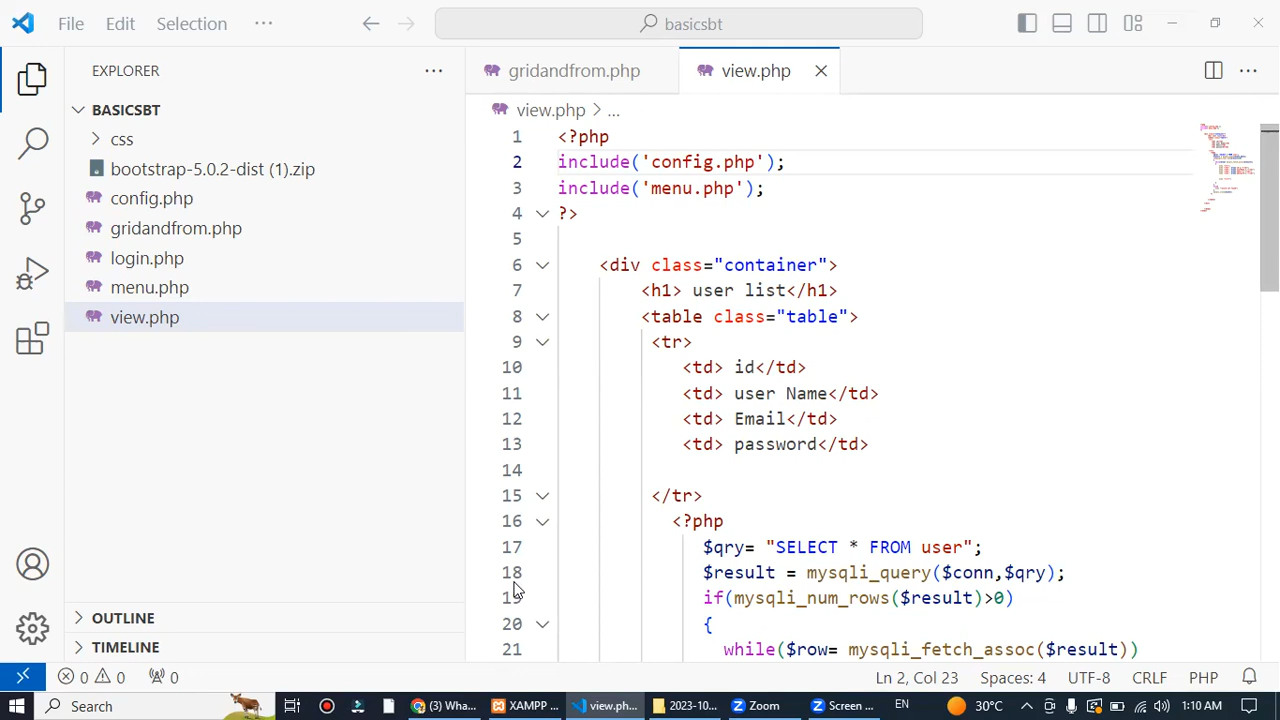 File Edit Selection ··· basicsbt
EXPLORER ···
gridandfrom.php view.php ···
BASICSBT
css
bootstrap-5.0.2-dist (1).zip
config.php
gridandfrom.php
login.php
menu.php
view.php
OUTLINE
TIMELINE
view.php > ...
1 <?php
2 include('config.php');
3 include('menu.php');
4 ?>
5
6 <div class="container">
7 <h1> user list</h1>
8 <table class="table">
9 <tr>
10 <td> id</td>
11 <td> user Name</td>
12 <td> Email</td>
13 <td> password</td>
14
15 </tr>
16 <?php
17 $qry= "SELECT * FROM user";
18 $result = mysqli_query($conn,$qry);
19 if(mysqli_num_rows($result)>0)
20 {
21 while($row= mysqli_fetch_assoc($result))
0 0 0 Ln 2, Col 23 Spaces: 4 UTF-8 CRLF PHP
Search (3) Wha... XAMPP ... view.php... 2023-10... Zoom Screen ... EN 30°C 1:10 AM